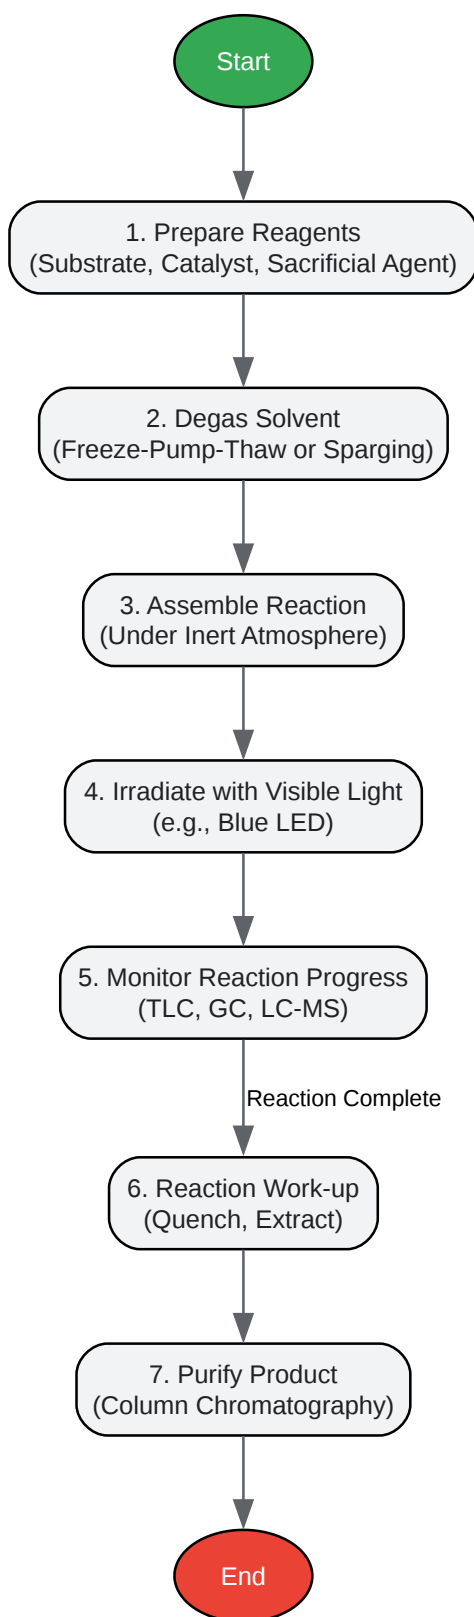 Start
1. Prepare Reagents
(Substrate, Catalyst, Sacrificial Agent)
2. Degas Solvent
(Freeze-Pump-Thaw or Sparging)
3. Assemble Reaction
(Under Inert Atmosphere)
4. Irradiate with Visible Light
(e.g., Blue LED)
5. Monitor Reaction Progress
(TLC, GC, LC-MS)
Reaction Complete
6. Reaction Work-up
(Quench, Extract)
7. Purify Product
(Column Chromatography)
End